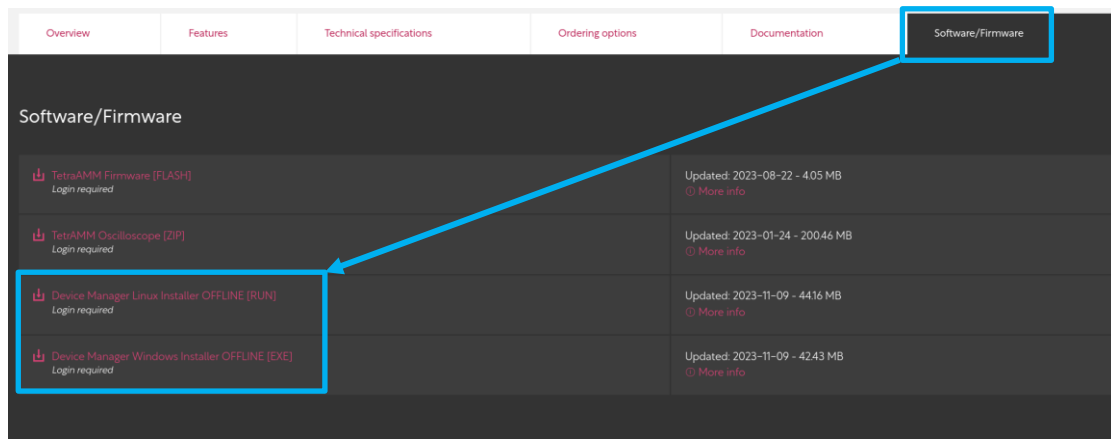 Overview Features Technical specifications Ordering options Documentation Software/Firmware
Software/Firmware
TetraAMM Firmware [FLASH] Updated: 2023-08-22 - 4.05 MB
Login required More info
TetrAMM Oscilloscope [ZIP] Updated: 2023-01-24 - 200.46 MB
Login required More info
Device Manager Linux Installer OFFLINE [RUN] Updated: 2023-11-09 - 44.16 MB
Login required More info
Device Manager Windows Installer OFFLINE [EXE] Updated: 2023-11-09 - 42.43 MB
Login required More info